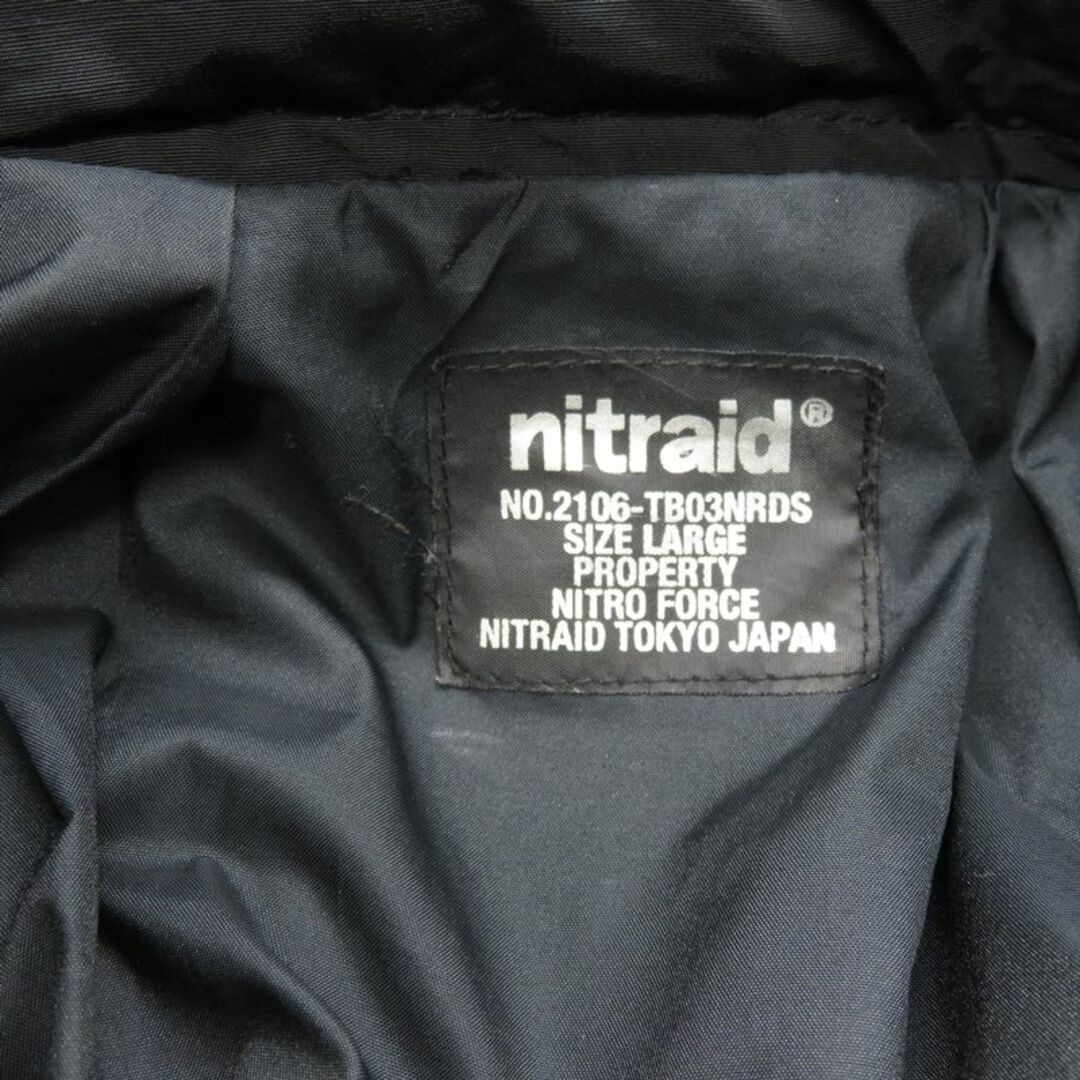 nitraid®
NO.2106-TB03NRDS
SIZE LARGE
PROPERTY
NITRO FORCE
NITRAID TOKYO JAPAN